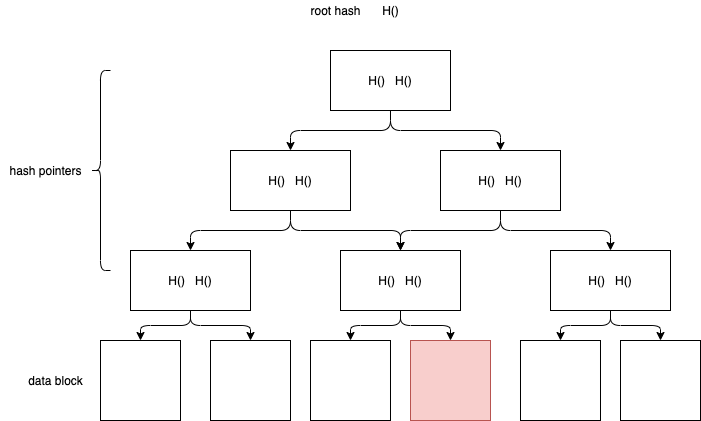 root hash H()
H() H()
hash pointers
H() H()
H() H()
H() H()
H() H()
H() H()
data block